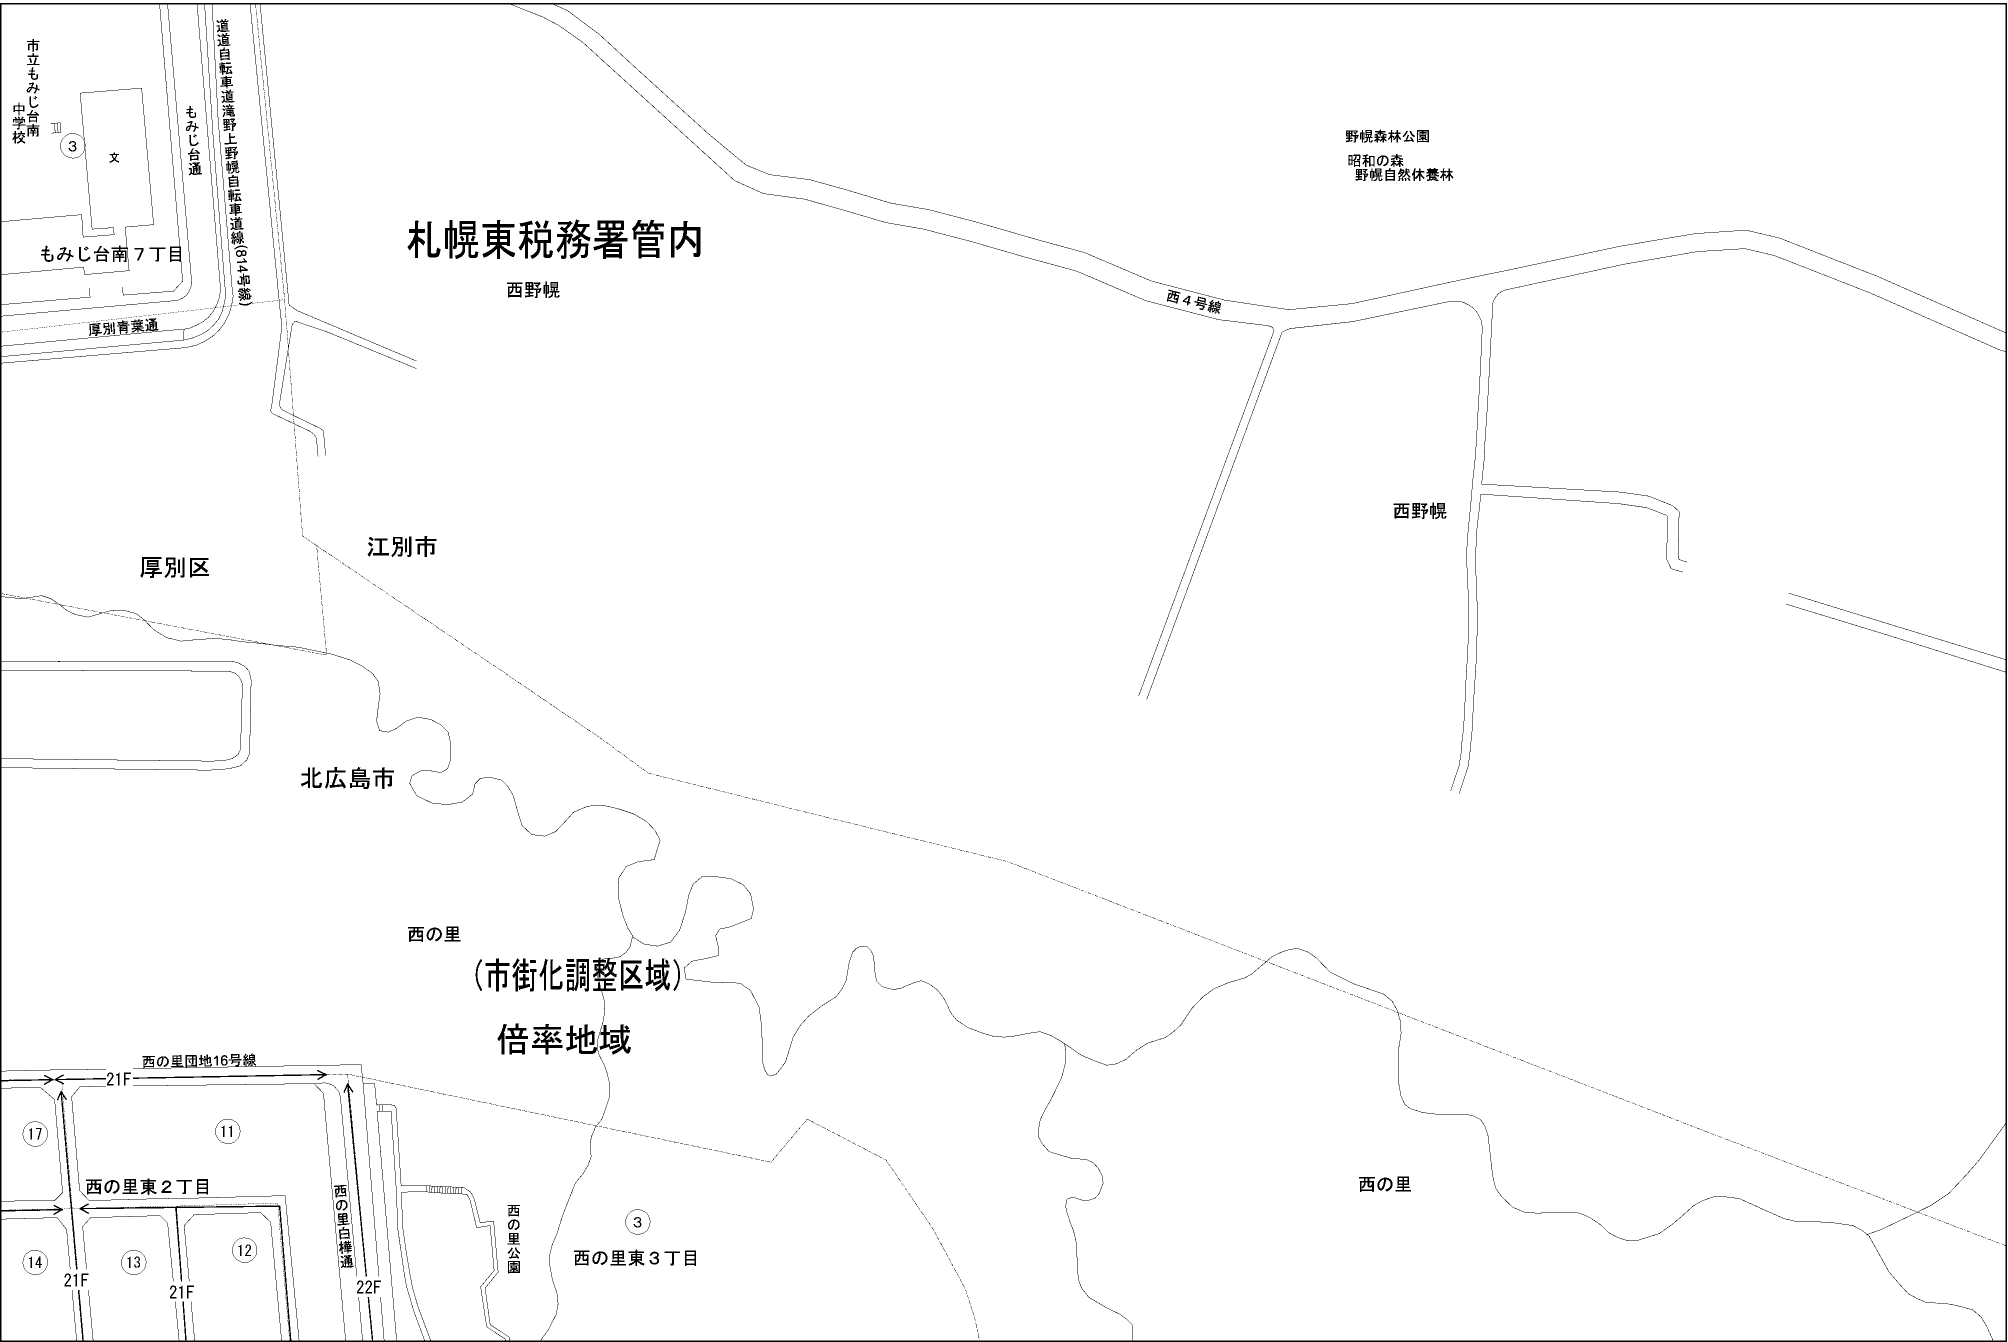 市立もみじ台南
中学校
3
文
もみじ台通
道道自転車道滝野上野幌自転車道線(814号線)
もみじ台南７丁目
厚別青葉通
札幌東税務署管内
西野幌
野幌森林公園
昭和の森
野幌自然休養林
西４号線
西野幌
江別市
厚別区
北広島市
西の里
(市街化調整区域)
倍率地域
西の里団地16号線
21F
17
11
西の里東２丁目
西の里白樺通
西の里公園
3
西の里東３丁目
西の里
14
13
12
21F
21F
22F